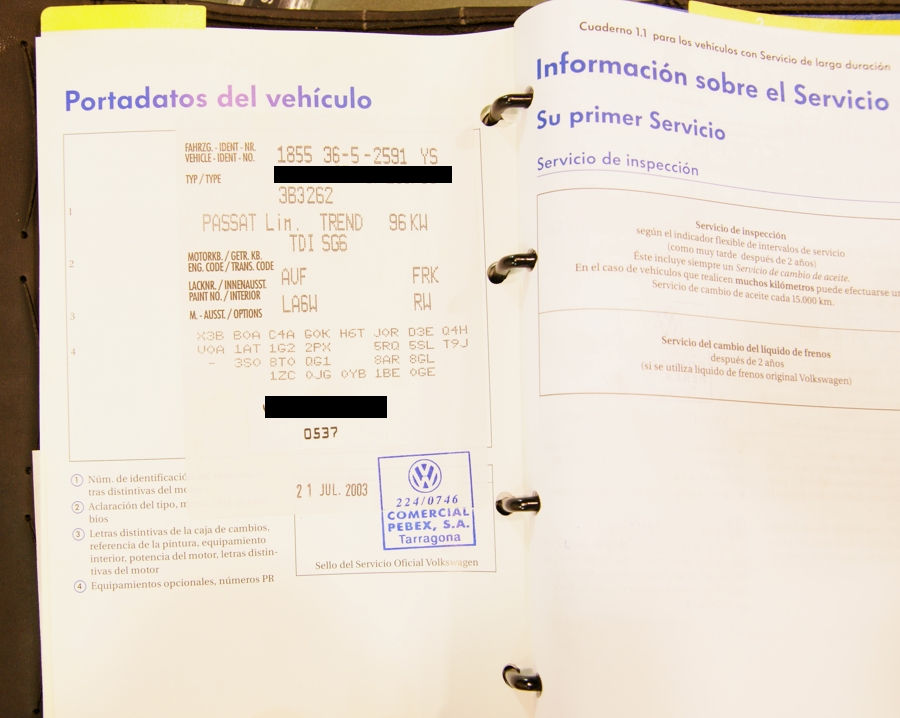 Portadatos del vehículo
FAHRZG. - IDENT - NR.
VEHICLE - IDENT - NO.
1855 36-5-2591 YS
TYP / TYPE
3B3262
PASSAT Lim. TREND 96 KW
TDI SG6
MOTORKB. / GETR. KB.
ENG. CODE / TRANS. CODE
AUF FRK
LACKNR. / INNENAUSST.
PAINT NO. / INTERIOR
LA6W RW
M. - AUSST. / OPTIONS
X3B B0A C4A G0K H6T J0R D3E Q4H
U0A 1AT 1G2 2PX 5RQ 5SL T9J
- 3S0 8T0 QG1 8AR 8GL
1ZC 0JG 0YB 1BE 0GE
0537
1
2
3
4
1 Núm. de identificació
tras distintivas del mo
2 Aclaración del tipo, m
bios
3 Letras distintivas de la caja de cambios,
referencia de la pintura, equipamiento
interior, potencia del motor, letras distin-
tivas del motor
4 Equipamientos opcionales, números PR
21 JUL. 2003
224/0746
COMERCIAL
PEBEX, S.A.
Tarragona
Sello del Servicio Oficial Volkswagen
2
Cuaderno 1.1 para los vehículos con Servicio de larga duración
Información sobre el Servicio
Su primer Servicio
Servicio de inspección
Servicio de inspección
según el indicador flexible de intervalos de servicio
(como muy tarde después de 2 años)
Éste incluye siempre un Servicio de cambio de aceite.
En el caso de vehículos que realicen muchos kilómetros puede efectuarse un
Servicio de cambio de aceite cada 15.000 km.
Servicio del cambio del líquido de frenos
después de 2 años
(si se utiliza líquido de frenos original Volkswagen)